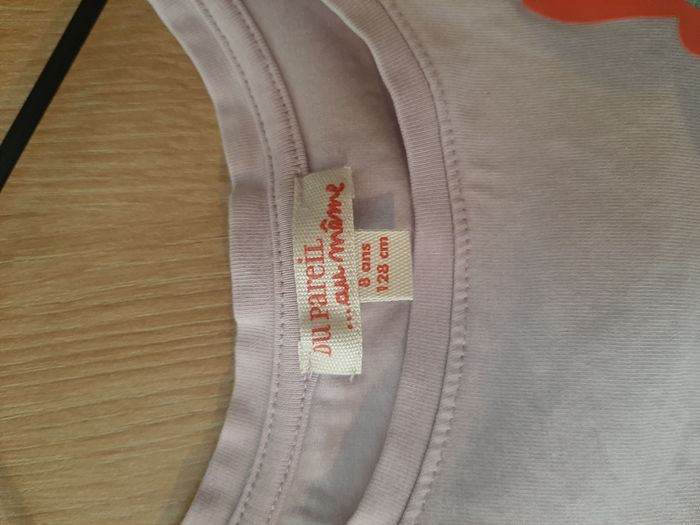 DU PAREIL
...au même
8 ans
128 cm